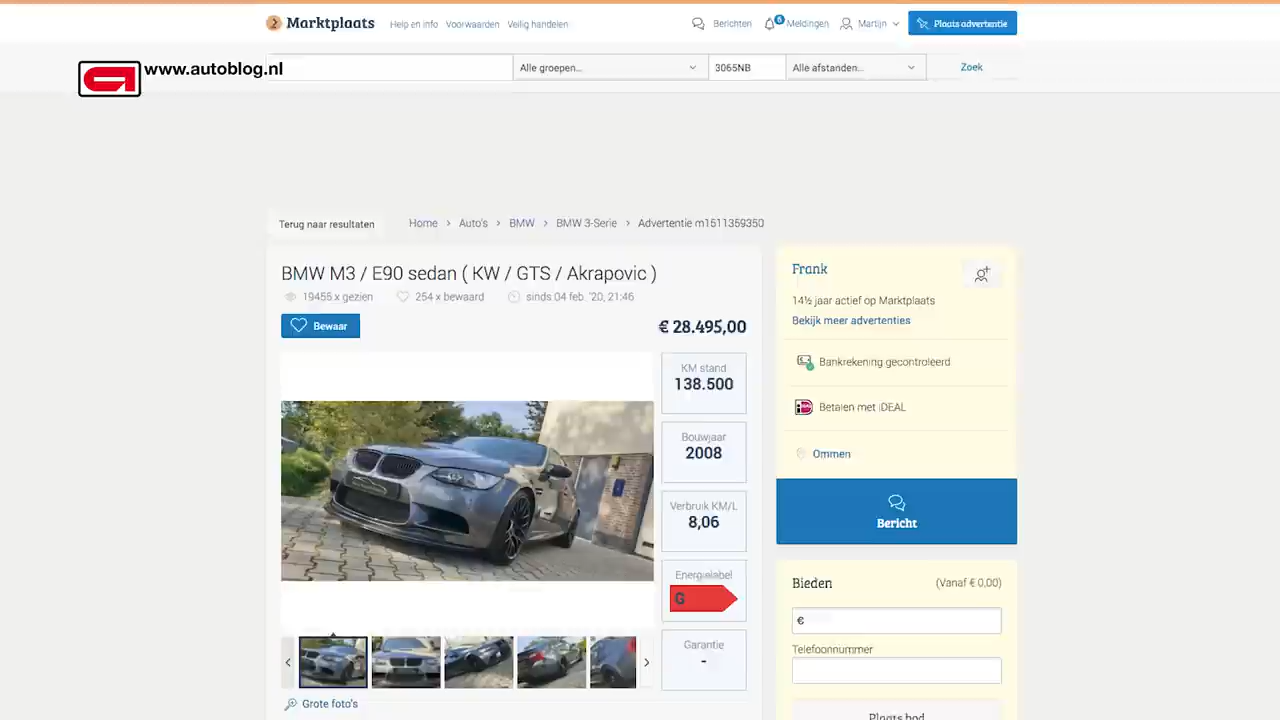 Marktplaats
Help en info Voorwaarden Veilig handelen
Berichten
6
Meldingen
Martijn
Plaats advertentie
www.autoblog.nl
Alle groepen...
3065NB
Alle afstanden...
Zoek
Terug naar resultaten
Home > Auto's > BMW > BMW 3-Serie > Advertentie m1511359350
BMW M3 / E90 sedan ( KW / GTS / Akrapovic )
19455 x gezien
254 x bewaard
sinds 04 feb. '20, 21:46
Bewaar
€ 28.495,00
KM stand
138.500
Bouwjaar
2008
Verbruik KM/L
8,06
Energielabel
G
Garantie
-
Grote foto's
Frank
14½ jaar actief op Marktplaats
Bekijk meer advertenties
Bankrekening gecontroleerd
Betalen met iDEAL
Ommen
Bericht
Bieden
(Vanaf € 0,00)
€
Telefoonnummer
Plaats bod